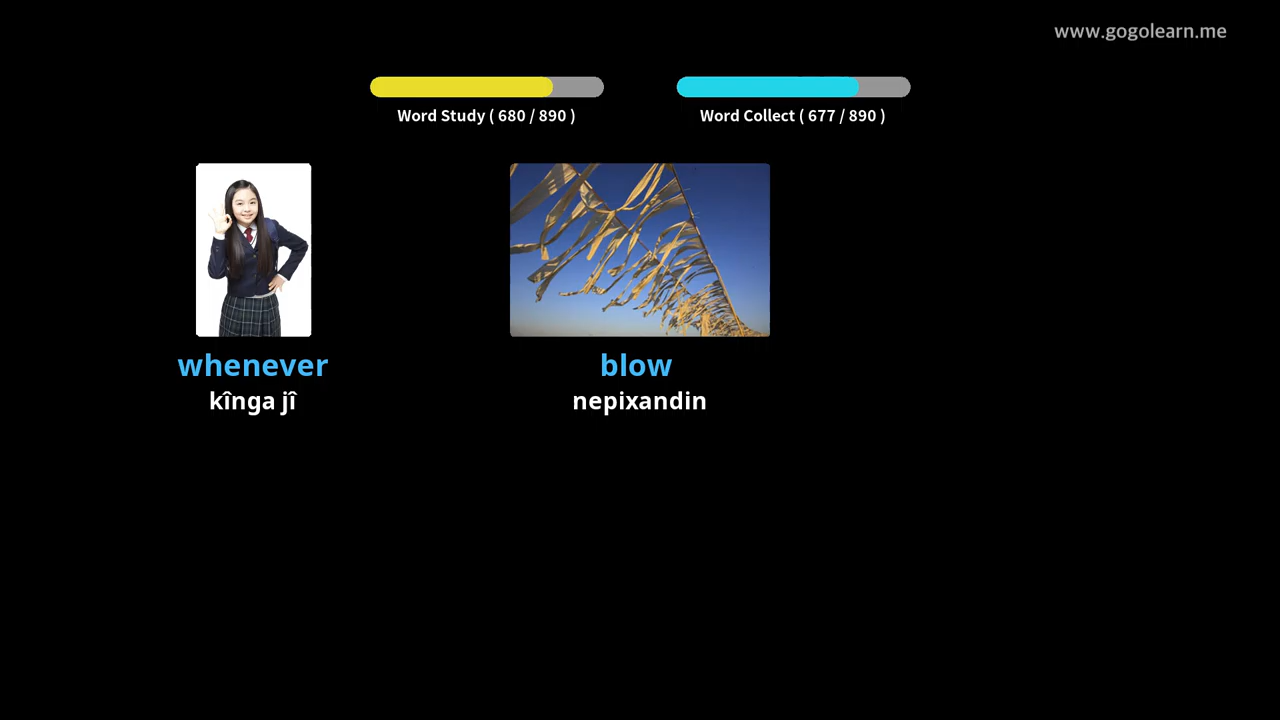 www.gogolearn.me
Word Study ( 680 / 890 )
Word Collect ( 677 / 890 )
whenever
kînga jî
blow
nepixandin